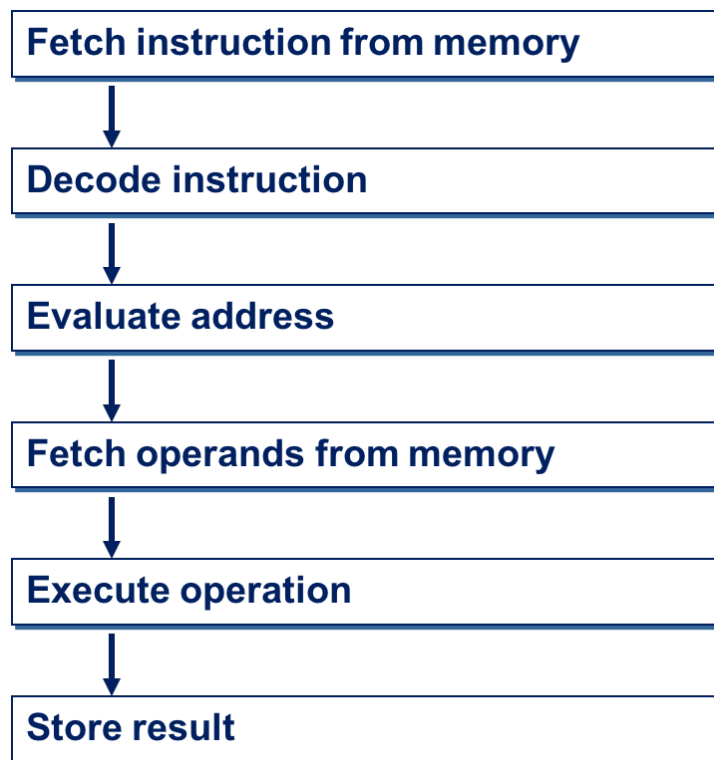 Fetch instruction from memory
Decode instruction
Evaluate address
Fetch operands from memory
Execute operation
Store result